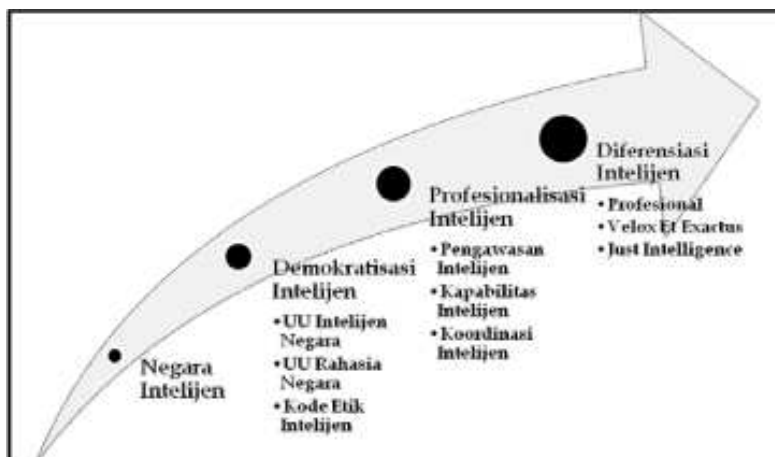 Negara
Intelijen
Demokratisasi
Intelijen
• UU Intelijen
Negara
• UU Rahasia
Negara
• Kode Etik
Intelijen
Profesionalisasi
Intelijen
• Pengawasan
Intelijen
• Kapabilitas
Intelijen
• Koordinasi
Intelijen
Diferensiasi
Intelijen
• Profesional
• Velox Et Exactus
• Just Intelligence